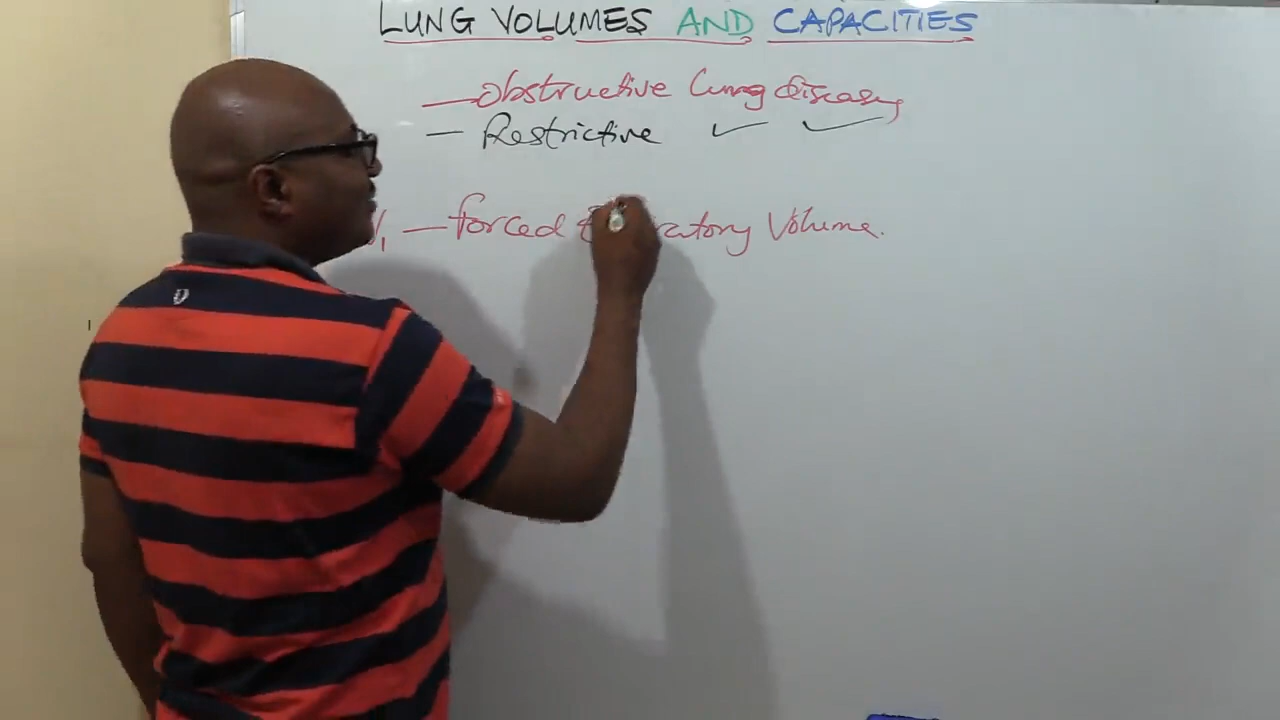 LUNG VOLUMES AND CAPACITIES
— Obstructive lung disease
— Restrictive
— forced Volume.